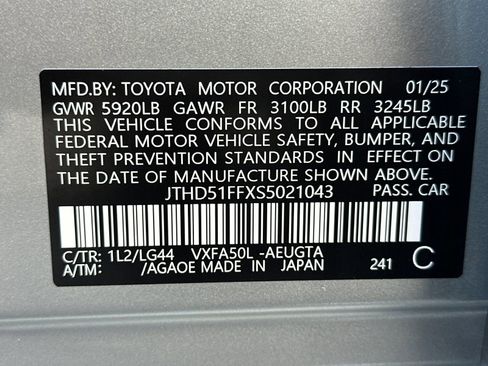 MFD.BY: TOYOTA MOTOR CORPORATION 01/25
GVWR 5920LB GAWR FR 3100LB RR 3245LB
THIS VEHICLE CONFORMS TO ALL APPLICABLE
FEDERAL MOTOR VEHICLE SAFETY, BUMPER, AND
THEFT PREVENTION STANDARDS IN EFFECT ON
THE DATE OF MANUFACTURE SHOWN ABOVE.
JTHD51FFXS5021043 PASS. CAR
C/TR: 1L2/LG44 VXFA50L -AEUGTA
A/TM: /AGAOE MADE IN JAPAN 241 C